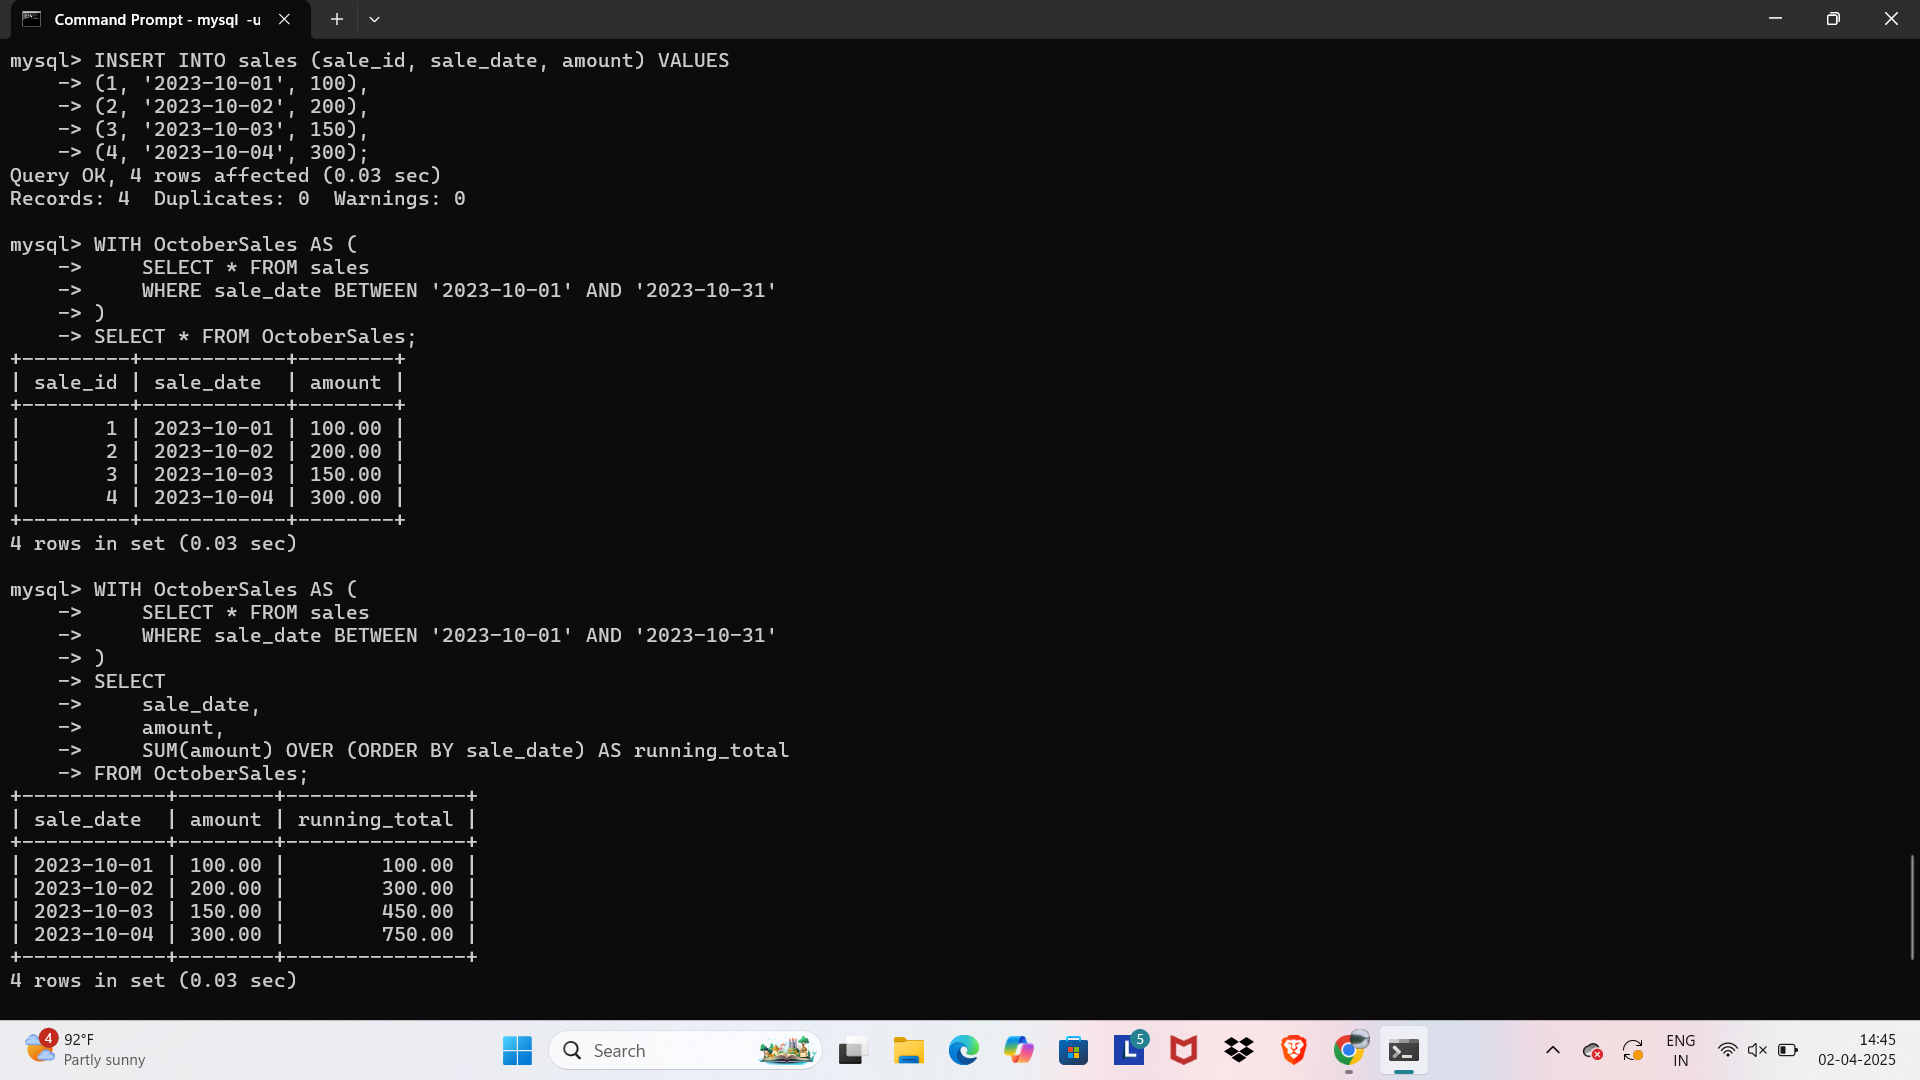 Command Prompt - mysql  -u
mysql> INSERT INTO sales (sale_id, sale_date, amount) VALUES
    -> (1, '2023-10-01', 100),
    -> (2, '2023-10-02', 200),
    -> (3, '2023-10-03', 150),
    -> (4, '2023-10-04', 300);
Query OK, 4 rows affected (0.03 sec)
Records: 4  Duplicates: 0  Warnings: 0
mysql> WITH OctoberSales AS (
    ->     SELECT * FROM sales
    ->     WHERE sale_date BETWEEN '2023-10-01' AND '2023-10-31'
    -> )
    -> SELECT * FROM OctoberSales;
+---------+------------+--------+
| sale_id | sale_date  | amount |
+---------+------------+--------+
|       1 | 2023-10-01 | 100.00 |
|       2 | 2023-10-02 | 200.00 |
|       3 | 2023-10-03 | 150.00 |
|       4 | 2023-10-04 | 300.00 |
+---------+------------+--------+
4 rows in set (0.03 sec)
mysql> WITH OctoberSales AS (
    ->     SELECT * FROM sales
    ->     WHERE sale_date BETWEEN '2023-10-01' AND '2023-10-31'
    -> )
    -> SELECT
    ->     sale_date,
    ->     amount,
    ->     SUM(amount) OVER (ORDER BY sale_date) AS running_total
    -> FROM OctoberSales;
+------------+--------+---------------+
| sale_date  | amount | running_total |
+------------+--------+---------------+
| 2023-10-01 | 100.00 |        100.00 |
| 2023-10-02 | 200.00 |        300.00 |
| 2023-10-03 | 150.00 |        450.00 |
| 2023-10-04 | 300.00 |        750.00 |
+------------+--------+---------------+
4 rows in set (0.03 sec)
4
92°F
Partly sunny
Search
L
5
ENG
IN
14:45
02-04-2025